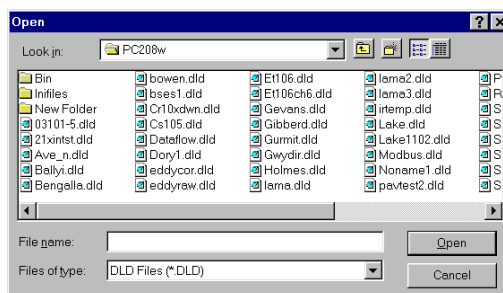 Open
Look in: PC208w
Bin bowen.dld Et106.dld lama2.dld P
Inifiles bses1.dld Et106ch6.dld lama3.dld R
New Folder Cr10xdwn.dld Gevans.dld irtemp.dld S
03101-5.dld Cs105.dld Gibberd.dld Lake.dld S
21xintst.dld Dataflow.dld Gurmit.dld Lake1102.dld S
Ave_n.dld Dory1.dld Gwydir.dld Modbus.dld S
Ballyi.dld eddycor.dld Holmes.dld Noname1.dld S
Bengalla.dld eddyraw.dld lama.dld pavtest2.dld S
File name: Open
Files of type: DLD Files (*.DLD) Cancel